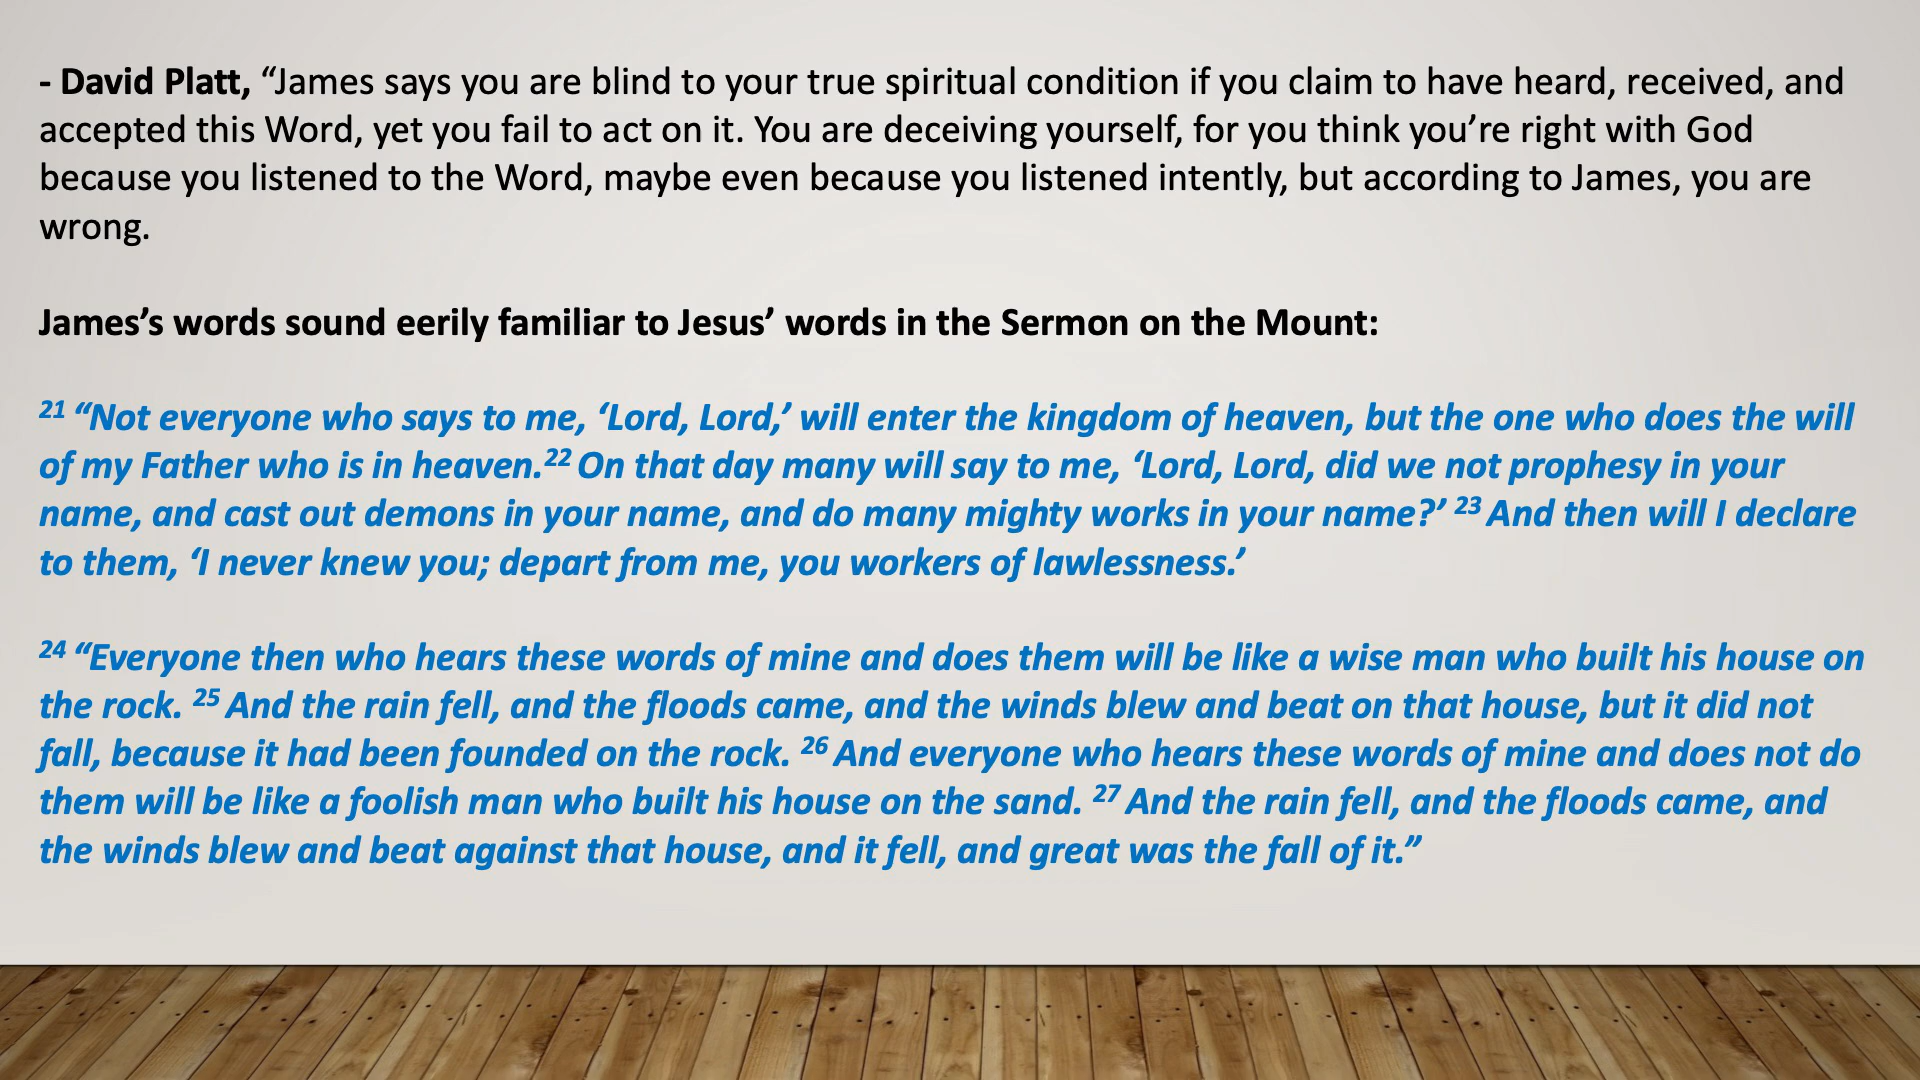 - David Platt, “James says you are blind to your true spiritual condition if you claim to have heard, received, and
accepted this Word, yet you fail to act on it. You are deceiving yourself, for you think you’re right with God
because you listened to the Word, maybe even because you listened intently, but according to James, you are
wrong.
James’s words sound eerily familiar to Jesus’ words in the Sermon on the Mount:
21 “Not everyone who says to me, ‘Lord, Lord,’ will enter the kingdom of heaven, but the one who does the will
of my Father who is in heaven.22 On that day many will say to me, ‘Lord, Lord, did we not prophesy in your
name, and cast out demons in your name, and do many mighty works in your name?’ 23 And then will I declare
to them, ‘I never knew you; depart from me, you workers of lawlessness.’
24 “Everyone then who hears these words of mine and does them will be like a wise man who built his house on
the rock. 25 And the rain fell, and the floods came, and the winds blew and beat on that house, but it did not
fall, because it had been founded on the rock. 26 And everyone who hears these words of mine and does not do
them will be like a foolish man who built his house on the sand. 27 And the rain fell, and the floods came, and
the winds blew and beat against that house, and it fell, and great was the fall of it.”